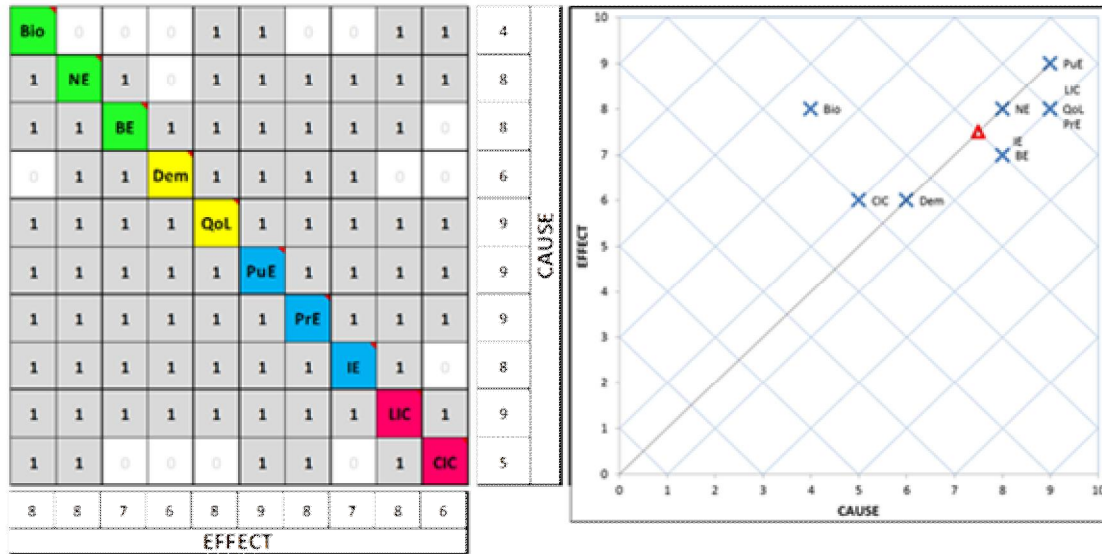 Bio 0 0 0 1 1 0 0 1 1 4
1 NE 1 0 1 1 1 1 1 1 8
1 1 BE 1 1 1 1 1 1 0 8
0 1 1 Dem 1 1 1 1 0 0 6
1 1 1 1 QoL 1 1 1 1 1 9
1 1 1 1 1 PuE 1 1 1 1 9
1 1 1 1 1 1 PrE 1 1 1 9
1 1 1 1 1 1 1 IE 1 0 8
1 1 1 1 1 1 1 1 LIC 1 9
1 1 0 0 0 1 1 0 1 CIC 5
CAUSE
8 8 7 6 8 9 8 7 8 6
EFFECT
10
9
8
7
6
5
4
3
2
1
0
EFFECT
PuE
LIC
Bio
NE
QoL
PrE
IE
BE
CIC
Dem
0 1 2 3 4 5 6 7 8 9 10
CAUSE